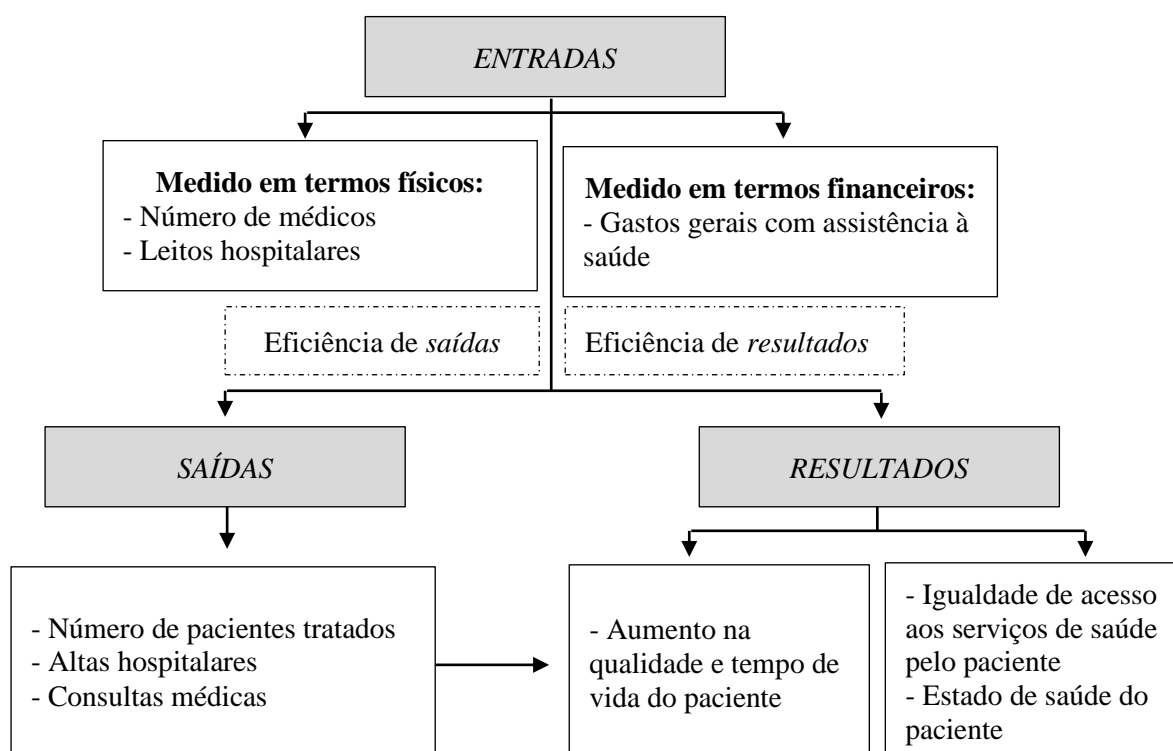 ENTRADAS
Medido em termos físicos:
- Número de médicos
- Leitos hospitalares
Medido em termos financeiros:
- Gastos gerais com assistência à
saúde
Eficiência de saídas
Eficiência de resultados
SAÍDAS
RESULTADOS
- Número de pacientes tratados
- Altas hospitalares
- Consultas médicas
- Aumento na
qualidade e tempo de
vida do paciente
- Igualdade de acesso
aos serviços de saúde
pelo paciente
- Estado de saúde do
paciente